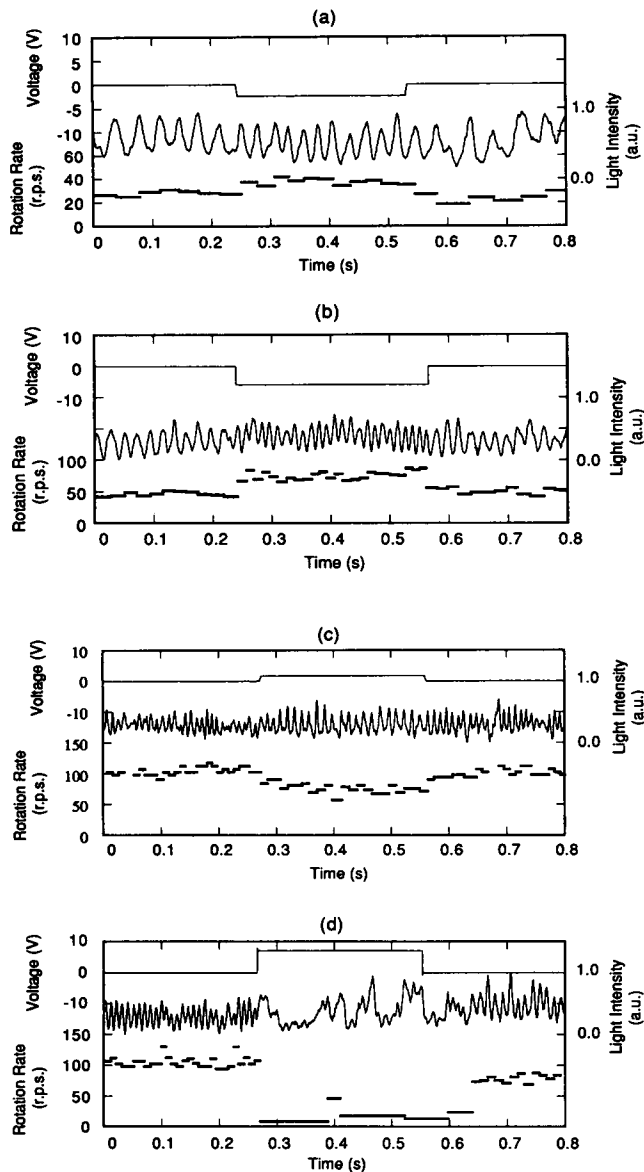 (a)
Voltage (V)
10
5
0
-5
-10
Rotation Rate
(r.p.s.)
60
40
20
0
Light Intensity
(a.u.)
1.0
0.0
0 0.1 0.2 0.3 0.4 0.5 0.6 0.7 0.8
Time (s)
(b)
Voltage (V)
10
0
-10
Rotation Rate
(r.p.s.)
100
50
0
Light Intensity
(a.u.)
1.0
0.0
0 0.1 0.2 0.3 0.4 0.5 0.6 0.7 0.8
Time (s)
(c)
Voltage (V)
10
0
-10
Rotation Rate
(r.p.s.)
150
100
50
0
Light Intensity
(a.u.)
1.0
0.0
0 0.1 0.2 0.3 0.4 0.5 0.6 0.7 0.8
Time (s)
(d)
Voltage (V)
10
0
-10
Rotation Rate
(r.p.s.)
150
100
50
0
Light Intensity
(a.u.)
1.0
0.0
0 0.1 0.2 0.3 0.4 0.5 0.6 0.7 0.8
Time (s)